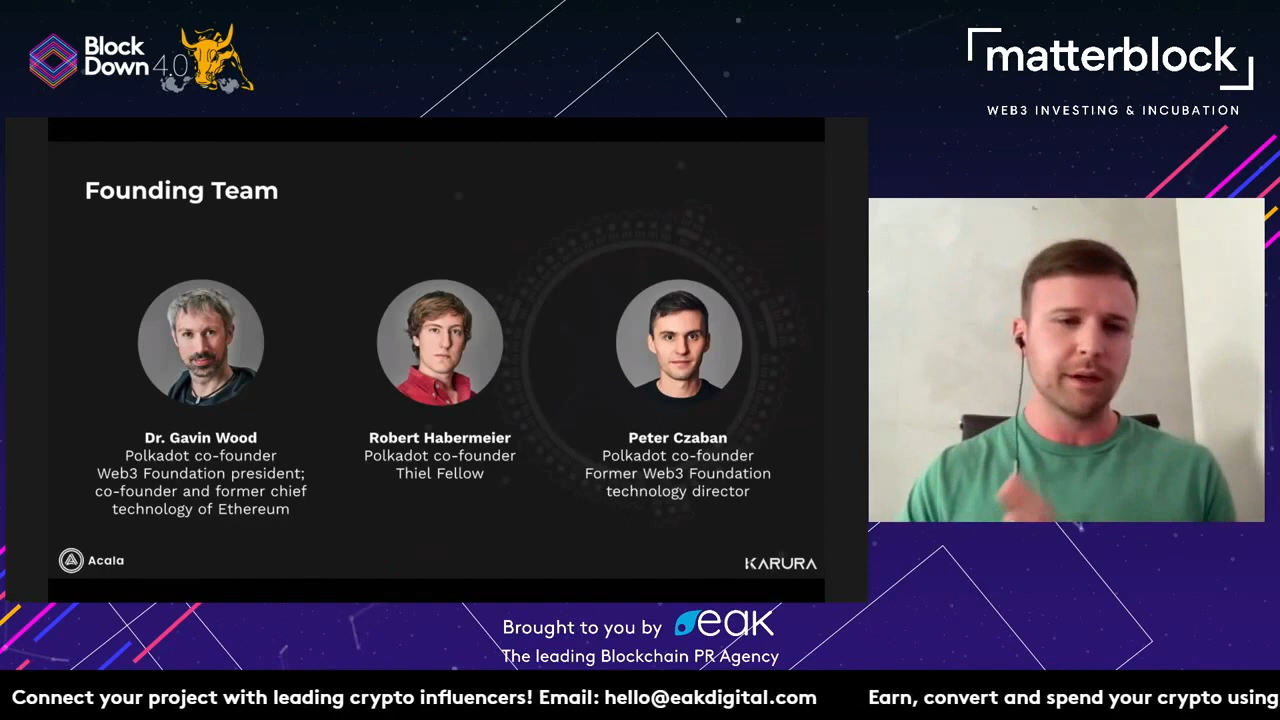 Block
Down 4.0
matterblock
WEB3 INVESTING & INCUBATION
Founding Team
Dr. Gavin Wood
Polkadot co-founder
Web3 Foundation president;
co-founder and former chief
technology of Ethereum
Robert Habermeier
Polkadot co-founder
Thiel Fellow
Peter Czaban
Polkadot co-founder
Former Web3 Foundation
technology director
Acala
KARURA
Brought to you by eak
The leading Blockchain PR Agency
Connect your project with leading crypto influencers! Email: hello@eakdigital.com Earn, convert and spend your crypto using